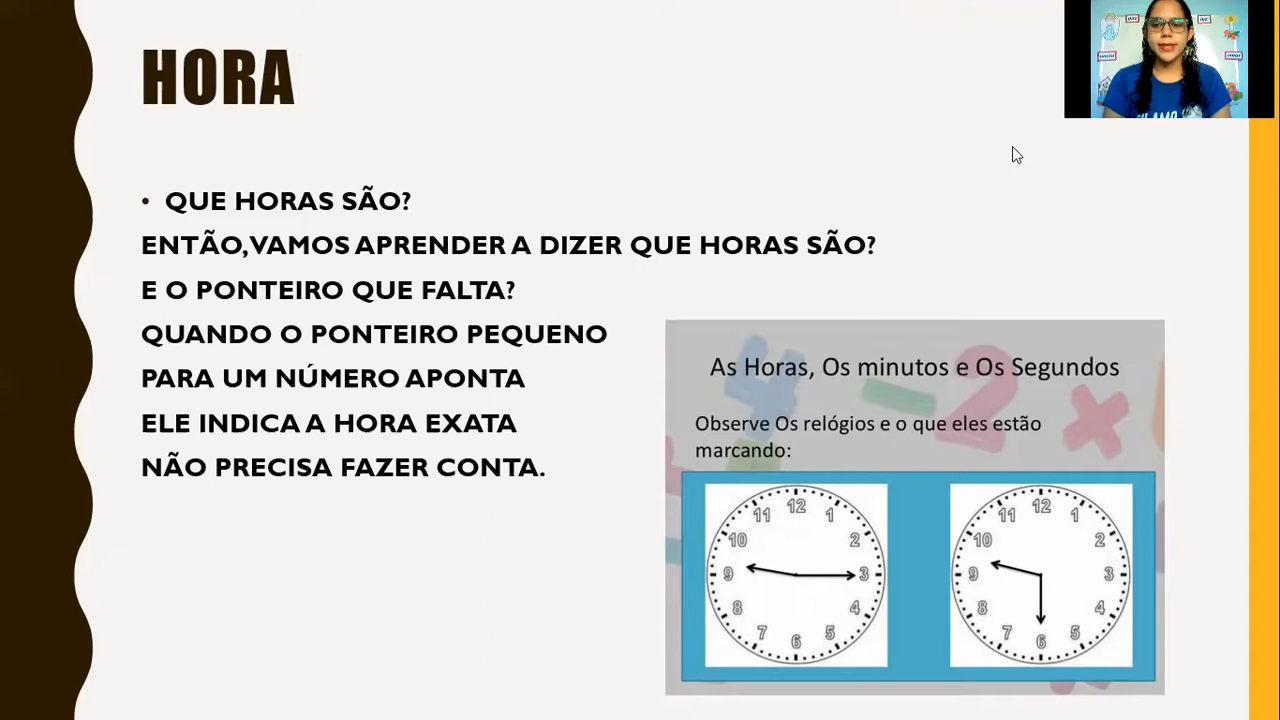 HORA
• QUE HORAS SÃO?
ENTÃO,VAMOS APRENDER A DIZER QUE HORAS SÃO?
E O PONTEIRO QUE FALTA?
QUANDO O PONTEIRO PEQUENO
PARA UM NÚMERO APONTA
ELE INDICA A HORA EXATA
NÃO PRECISA FAZER CONTA.
As Horas, Os minutos e Os Segundos
Observe Os relógios e o que eles estão
marcando:
12 1 2 3 4 5 6 7 8 9 10 11
12 1 2 3 4 5 6 7 8 9 10 11